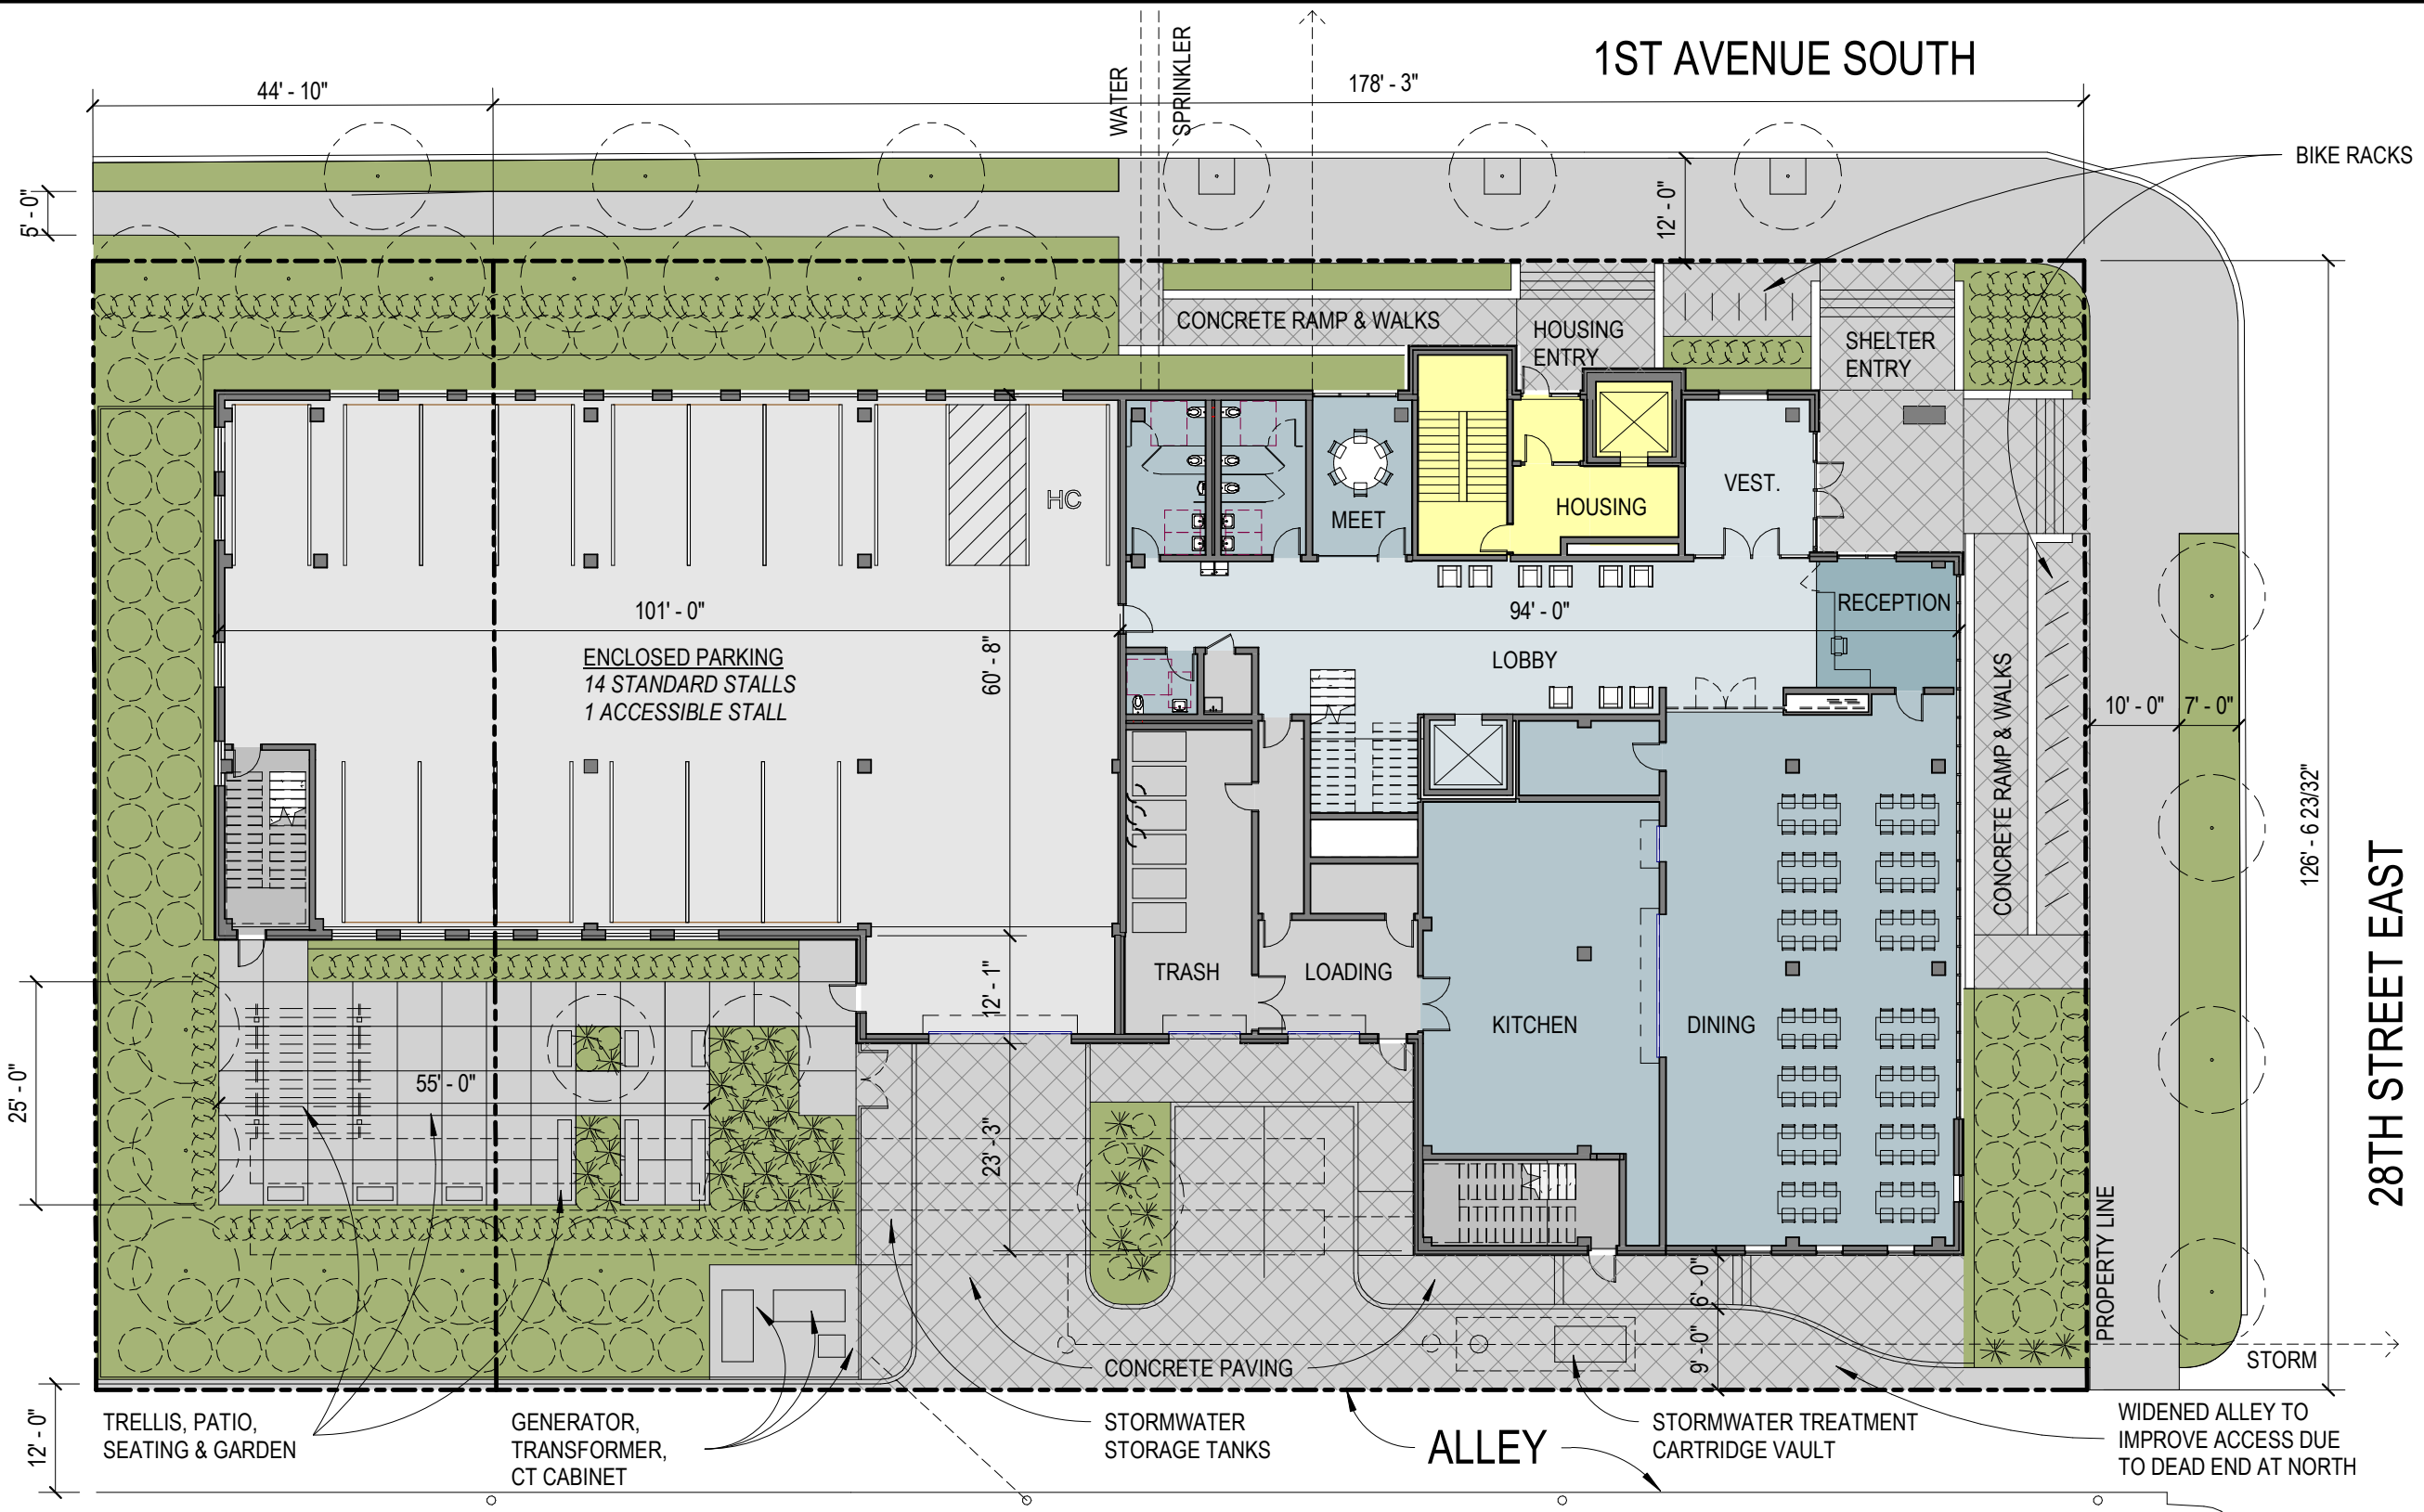 1ST AVENUE SOUTH
44' - 10"
178' - 3"
WATER
SPRINKLER
BIKE RACKS
5' - 0"
12' - 0"
CONCRETE RAMP & WALKS
HOUSING
ENTRY
SHELTER
ENTRY
HC
MEET
HOUSING
VEST.
101' - 0"
94' - 0"
RECEPTION
ENCLOSED PARKING
14 STANDARD STALLS
1 ACCESSIBLE STALL
60' - 8"
LOBBY
CONCRETE RAMP & WALKS
10' - 0"
7' - 0"
126' - 6 23/32"
28TH STREET EAST
TRASH
LOADING
12' - 1"
KITCHEN
DINING
25' - 0"
55' - 0"
23' - 3"
PROPERTY LINE
6' - 0"
9' - 0"
CONCRETE PAVING
STORM
12' - 0"
TRELLIS, PATIO,
SEATING & GARDEN
GENERATOR,
TRANSFORMER,
CT CABINET
STORMWATER
STORAGE TANKS
ALLEY
STORMWATER TREATMENT
CARTRIDGE VAULT
WIDENED ALLEY TO
IMPROVE ACCESS DUE
TO DEAD END AT NORTH